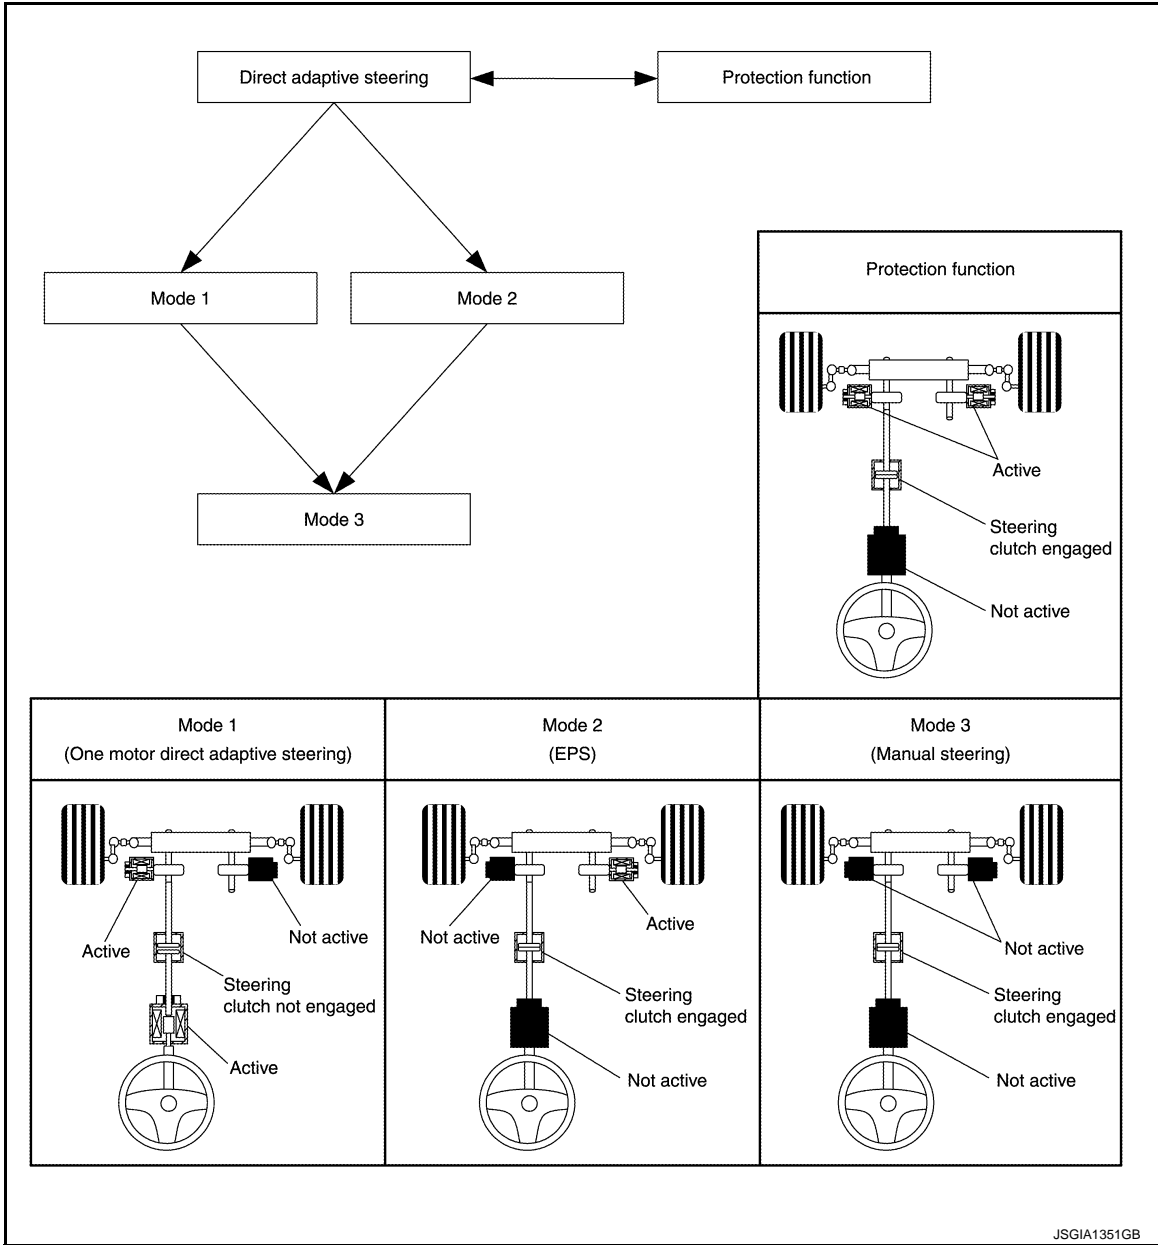 Direct adaptive steering
Protection function
Mode 1
Mode 2
Mode 3
Protection function
Active
Steering
clutch engaged
Not active
Mode 1
(One motor direct adaptive steering)
Active
Not active
Steering
clutch not engaged
Active
Mode 2
(EPS)
Not active
Active
Steering
clutch engaged
Not active
Mode 3
(Manual steering)
Not active
Steering
clutch engaged
Not active
JSGIA1351GB